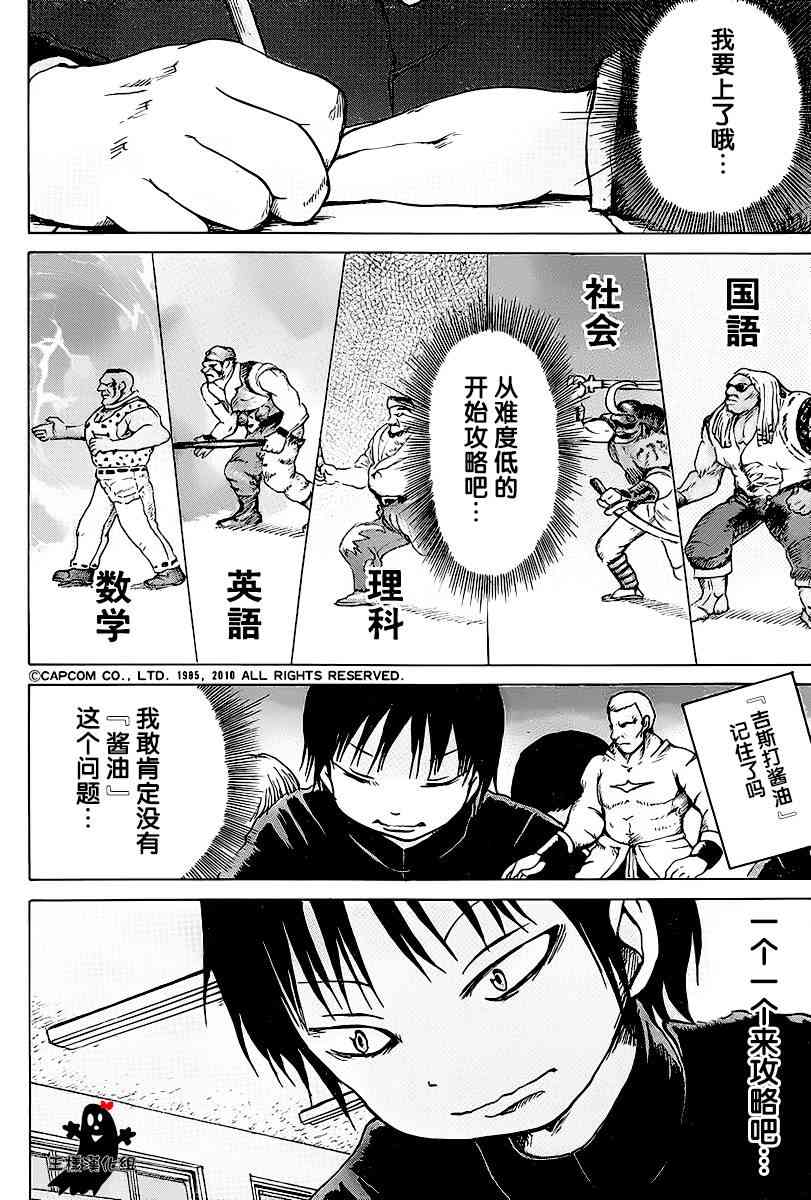 我要上了哦…
国語
社会
从难度低的
开始攻略吧…
理科
英語
数学
©CAPCOM CO., LTD. 1985, 2010 ALL RIGHTS RESERVED.
『吉斯打酱油』
记住了吗
我敢肯定没有
『酱油』
这个问题…
一个一个来攻略吧…